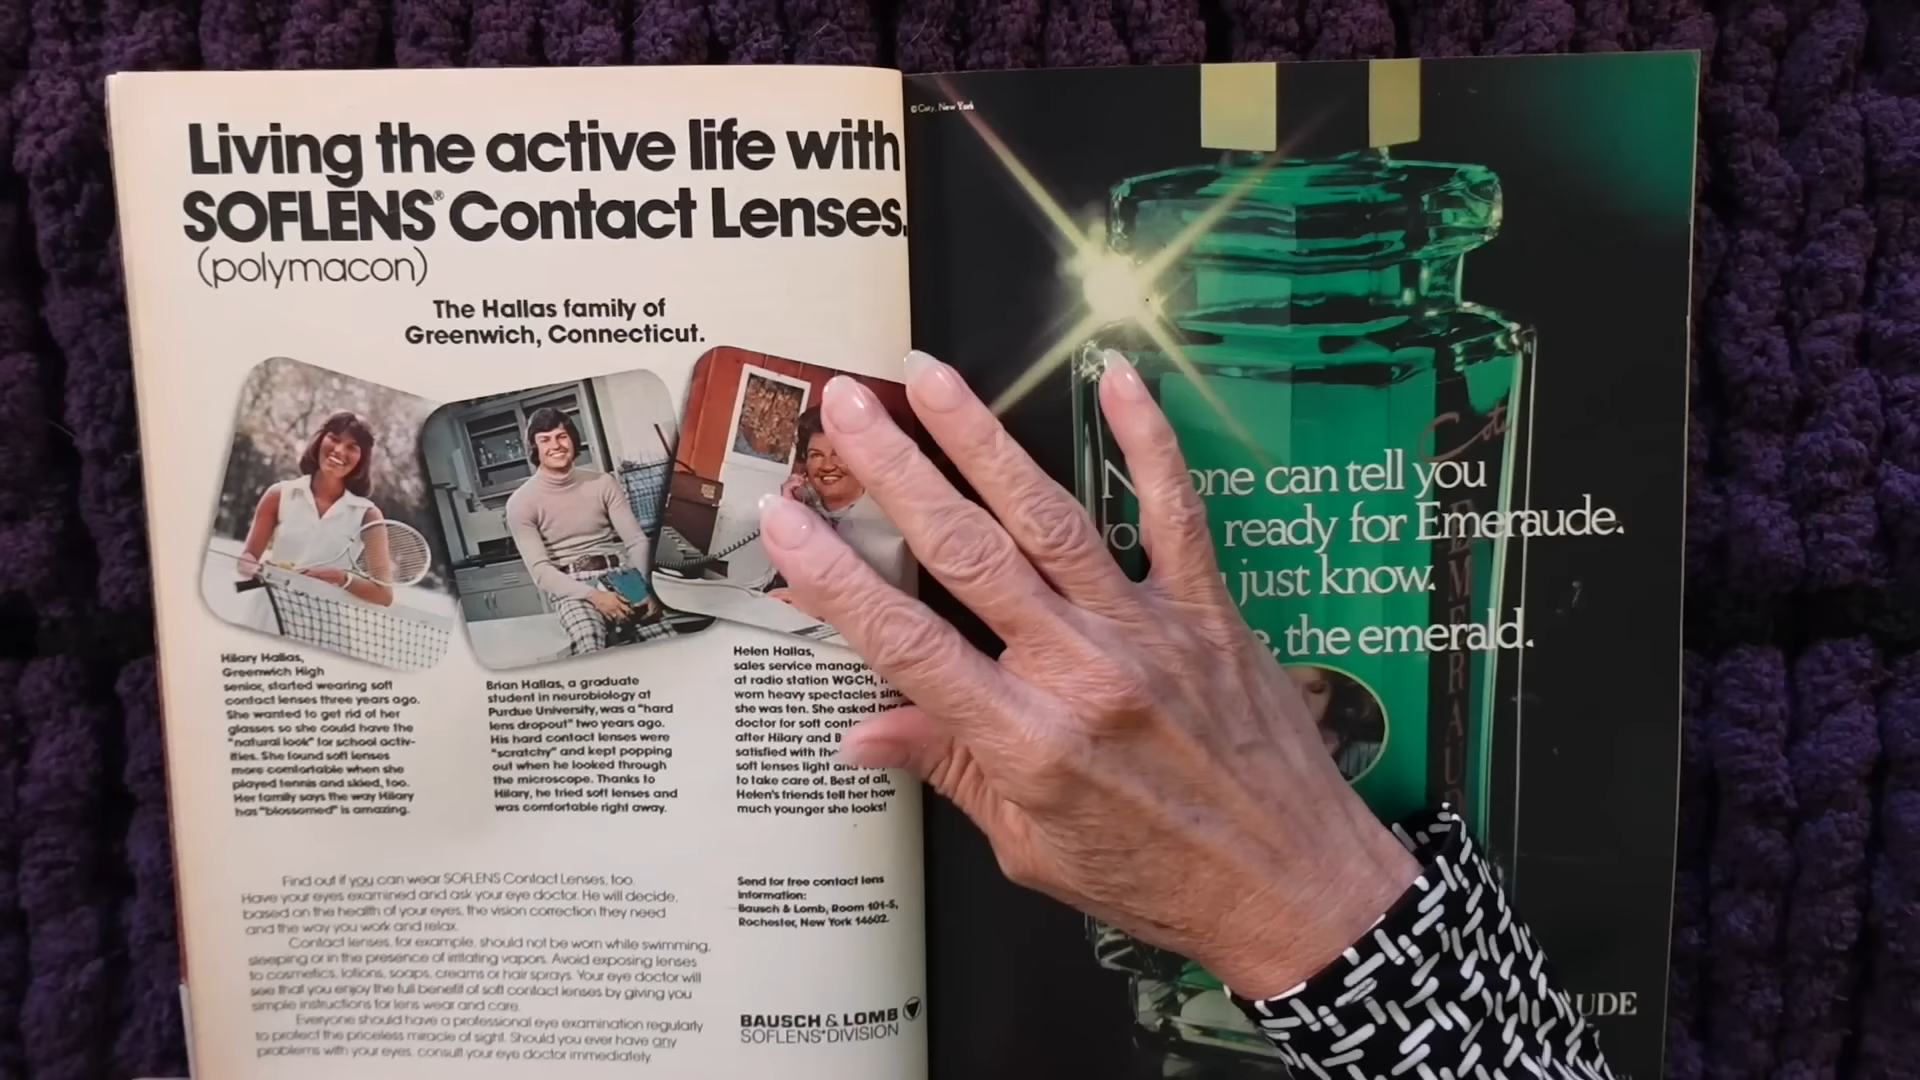 Living the active life with
SOFLENS® Contact Lenses.
(polymacon)
The Hallas family of
Greenwich, Connecticut.
Hilary Hallas,
Greenwich High
senior, started wearing soft
contact lenses three years ago.
She wanted to get rid of her
glasses so she could have the
"natural look" for school activ-
ities. She found soft lenses
more comfortable when she
played tennis and skied, too.
Her family says the way Hilary
has "blossomed" is amazing.
Brian Hallas, a graduate
student in neurobiology at
Purdue University, was a "hard
lens dropout" two years ago.
His hard contact lenses were
"scratchy" and kept popping
out when he looked through
the microscope. Thanks to
Hilary, he tried soft lenses and
was comfortable right away.
Helen Hallas,
sales service manage
at radio station WGCH,
worn heavy spectacles
she was ten. She asked her
doctor for soft
after Hilary and
satisfied with
soft lenses light
to take care of. Best of all,
Helen's friends tell her how
much younger she looks!
Find out if you can wear SOFLENS Contact Lenses, too.
Have your eyes examined and ask your eye doctor. He will decide,
based on the health of your eyes, the vision correction they need
and the way you work and relax.
Contact lenses, for example, should not be worn while swimming,
sleeping or in the presence of irritating vapors. Avoid exposing lenses
to cosmetics, lotions, soaps, creams or hair sprays. Your eye doctor will
see that you enjoy the full benefit of soft contact lenses by giving you
simple instructions for lens wear and care.
Everyone should have a professional eye examination regularly
to protect the priceless miracle of sight. Should you ever have any
problems with your eyes, consult your eye doctor immediately.
Send for free contact lens
information:
Bausch & Lomb, Room 101-S,
Rochester, New York 14602.
BAUSCH & LOMB
SOFLENS® DIVISION
© Coty, New York
Coty
one can tell you
ready for Emeraude.
just know.
, the emerald.
EMERAUD
UDE